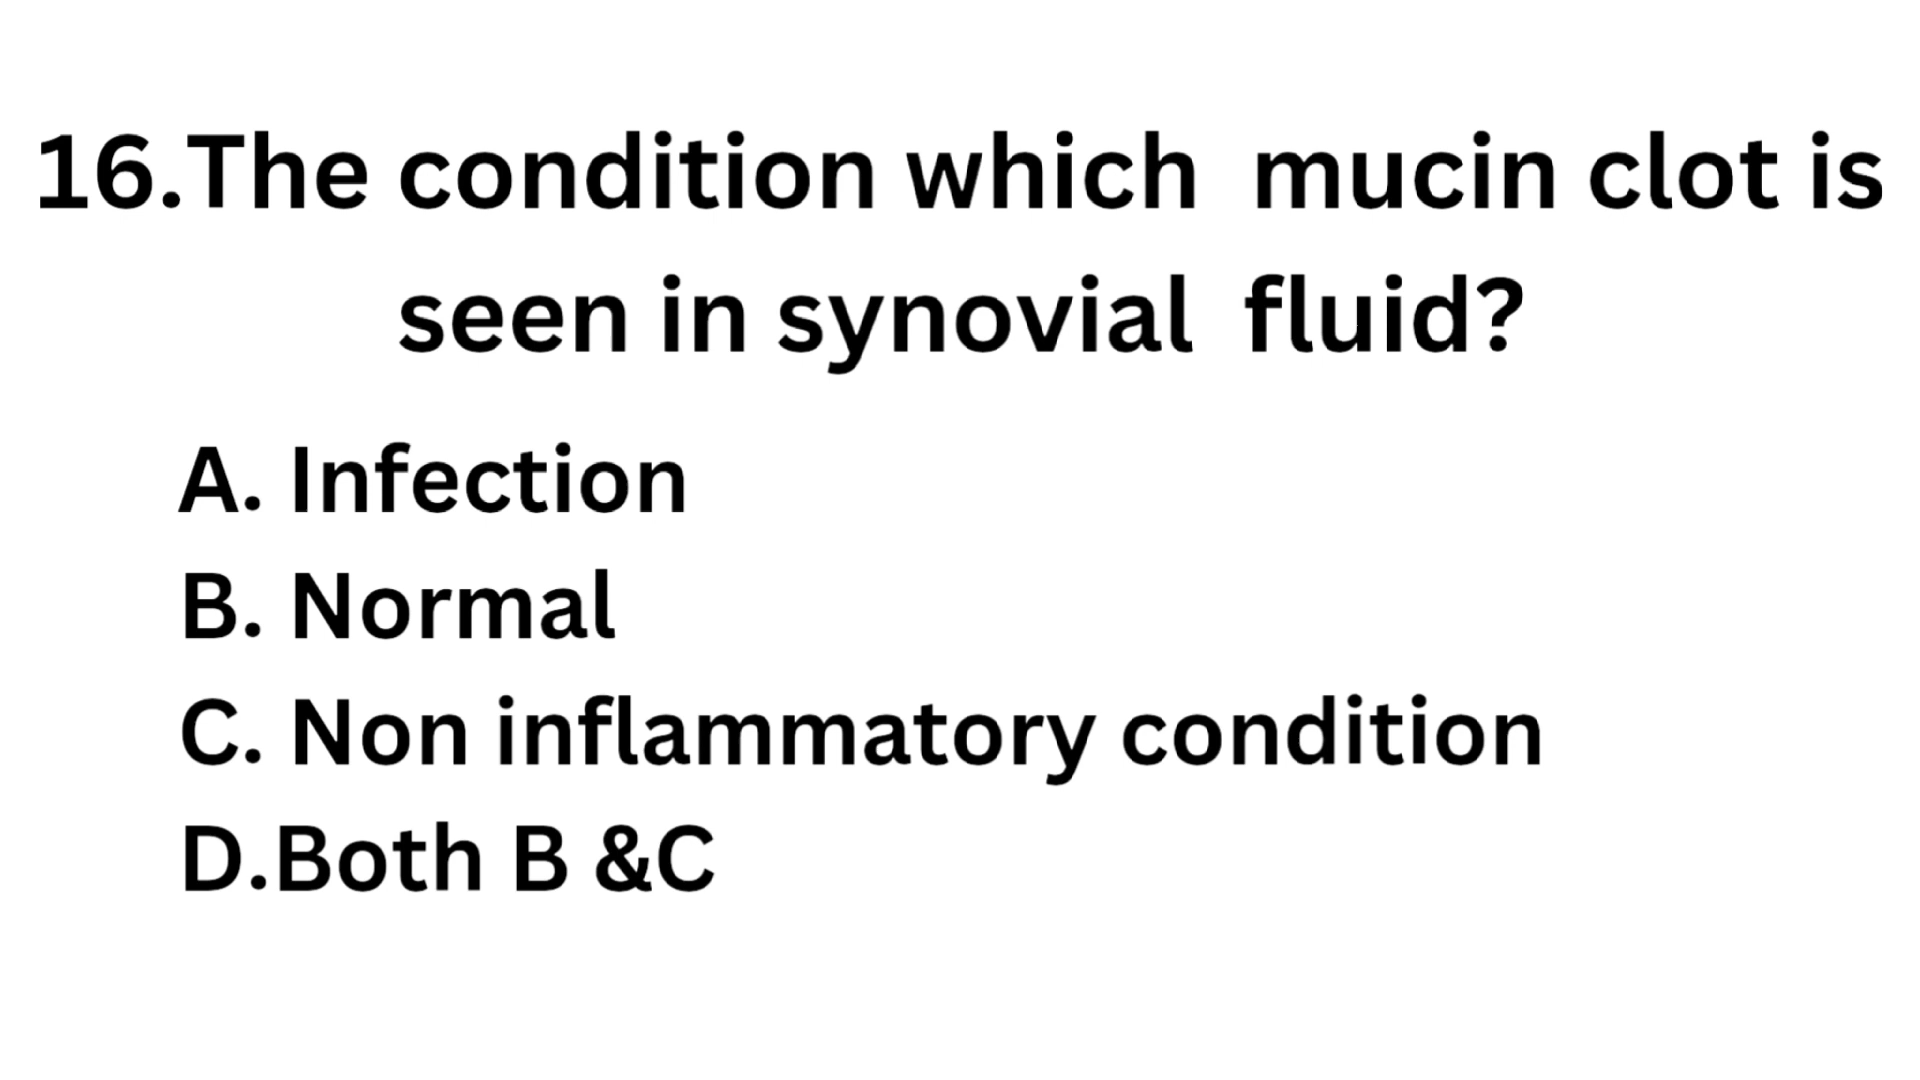 16.The condition which mucin clot is
seen in synovial fluid?
A. Infection
B. Normal
C. Non inflammatory condition
D.Both B &C